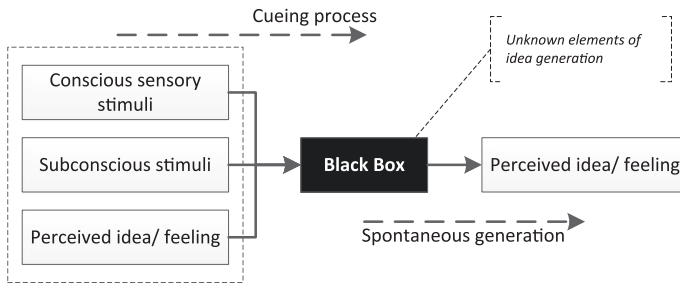 Cueing process
Unknown elements of
idea generation
Conscious sensory
stimuli
Subconscious stimuli
Black Box
Perceived idea/ feeling
Perceived idea/ feeling
Spontaneous generation